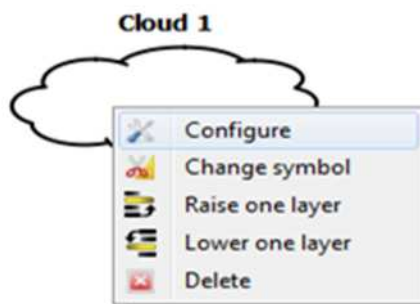 Cloud 1
Configure
Change symbol
Raise one layer
Lower one layer
Delete